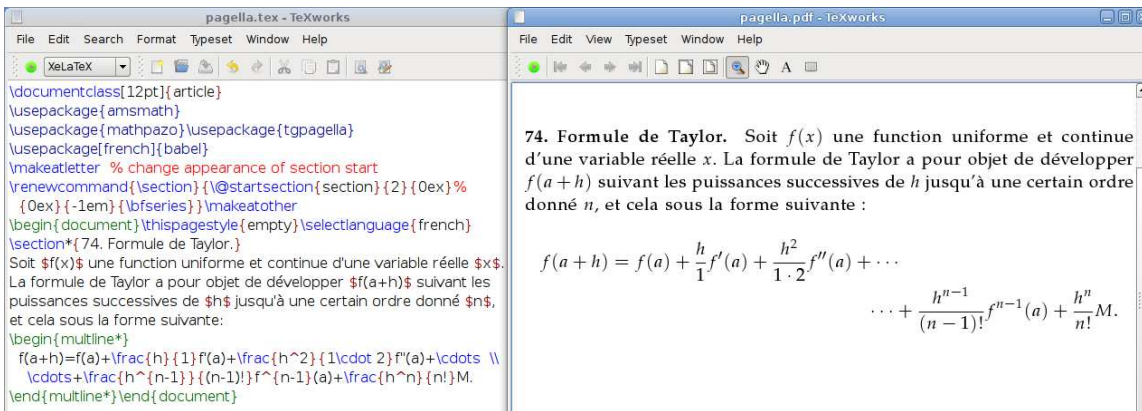 pagella.tex - TeXworks
File Edit Search Format Typeset Window Help
XeLaTeX
\documentclass[12pt]{article}
\usepackage{amsmath}
\usepackage{mathpazo}\usepackage{tgpagella}
\usepackage[french]{babel}
\makeatletter % change appearance of section start
\renewcommand{\section}{\@startsection{section}{2}{0ex}%
{0ex}{-1em}{\bfseries}}\makeatother
\begin{document}\thispagestyle{empty}\selectlanguage{french}
\section*{74. Formule de Taylor.}
Soit $f(x)$ une function uniforme et continue d'une variable réelle $x$.
La formule de Taylor a pour objet de développer $f(a+h)$ suivant les
puissances successives de $h$ jusqu'à une certain ordre donné $n$,
et cela sous la forme suivante:
\begin{multline*}
f(a+h)=f(a)+\frac{h}{1}f'(a)+\frac{h^2}{1\cdot 2}f''(a)+\cdots \\
\cdots+\frac{h^{n-1}}{(n-1)!}f^{n-1}(a)+\frac{h^n}{n!}M.
\end{multline*}\end{document}
pagella.pdf - TeXworks
File Edit View Typeset Window Help
A
74. Formule de Taylor. Soit f(x) une function uniforme et continue
d'une variable réelle x. La formule de Taylor a pour objet de développer
f(a + h) suivant les puissances successives de h jusqu'à une certain ordre
donné n, et cela sous la forme suivante :
f(a + h) = f(a) + h/1 f'(a) + h²/1·2 f''(a) + ···
··· + hⁿ⁻¹/(n − 1)! fⁿ⁻¹(a) + hⁿ/n! M.